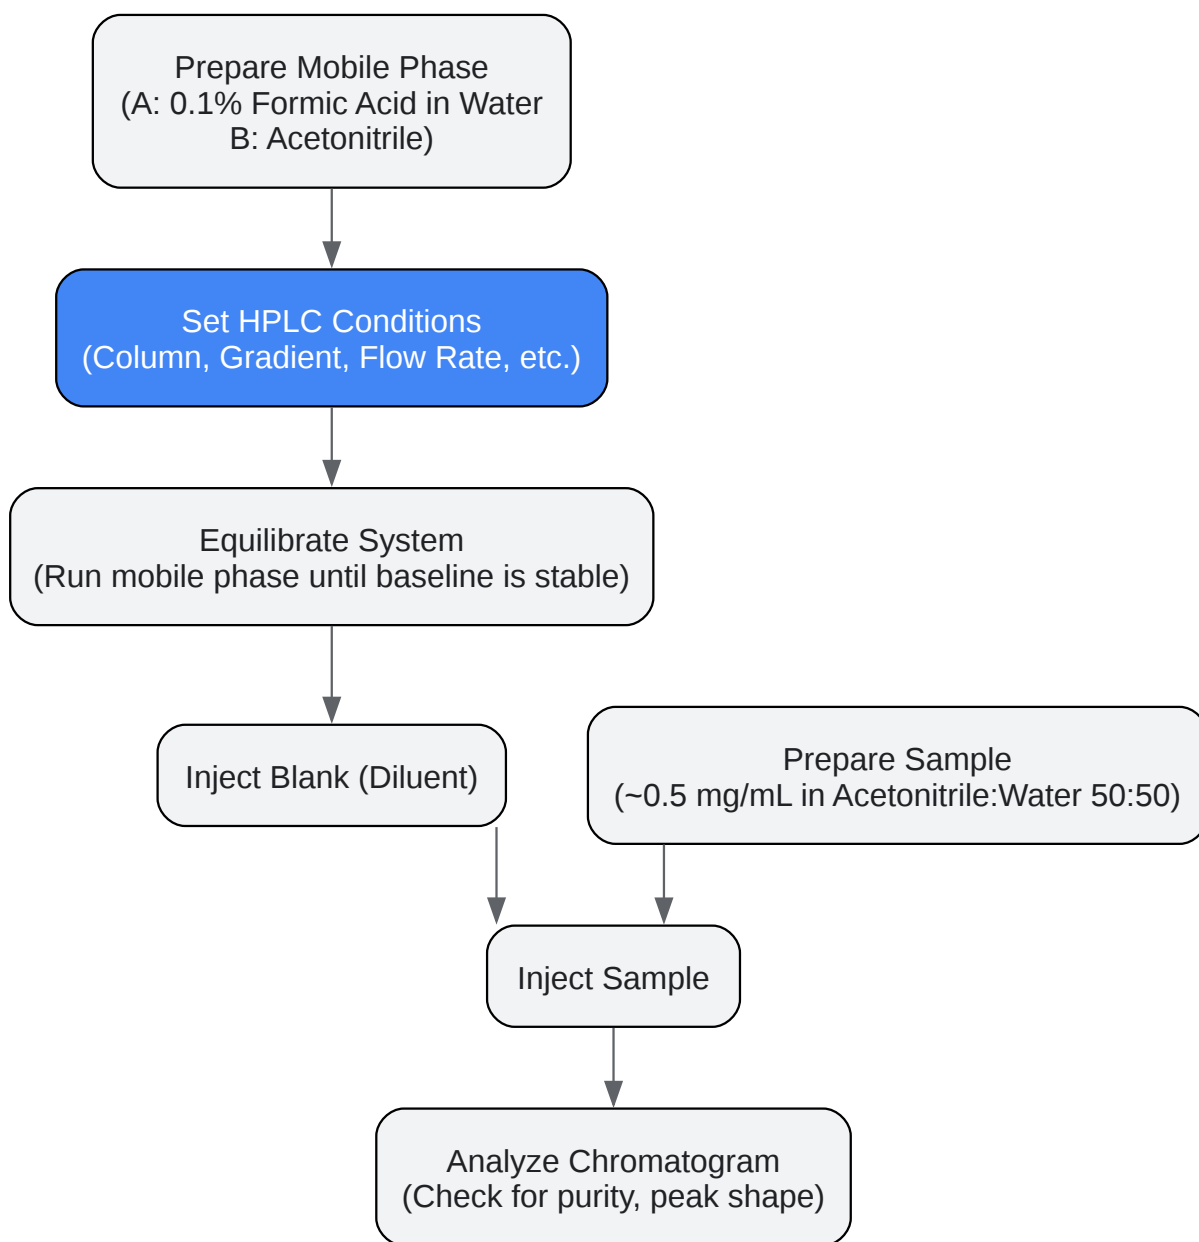 Prepare Mobile Phase
(A: 0.1% Formic Acid in Water
B: Acetonitrile)
Set HPLC Conditions
(Column, Gradient, Flow Rate, etc.)
Equilibrate System
(Run mobile phase until baseline is stable)
Inject Blank (Diluent)
Prepare Sample
(~0.5 mg/mL in Acetonitrile:Water 50:50)
Inject Sample
Analyze Chromatogram
(Check for purity, peak shape)